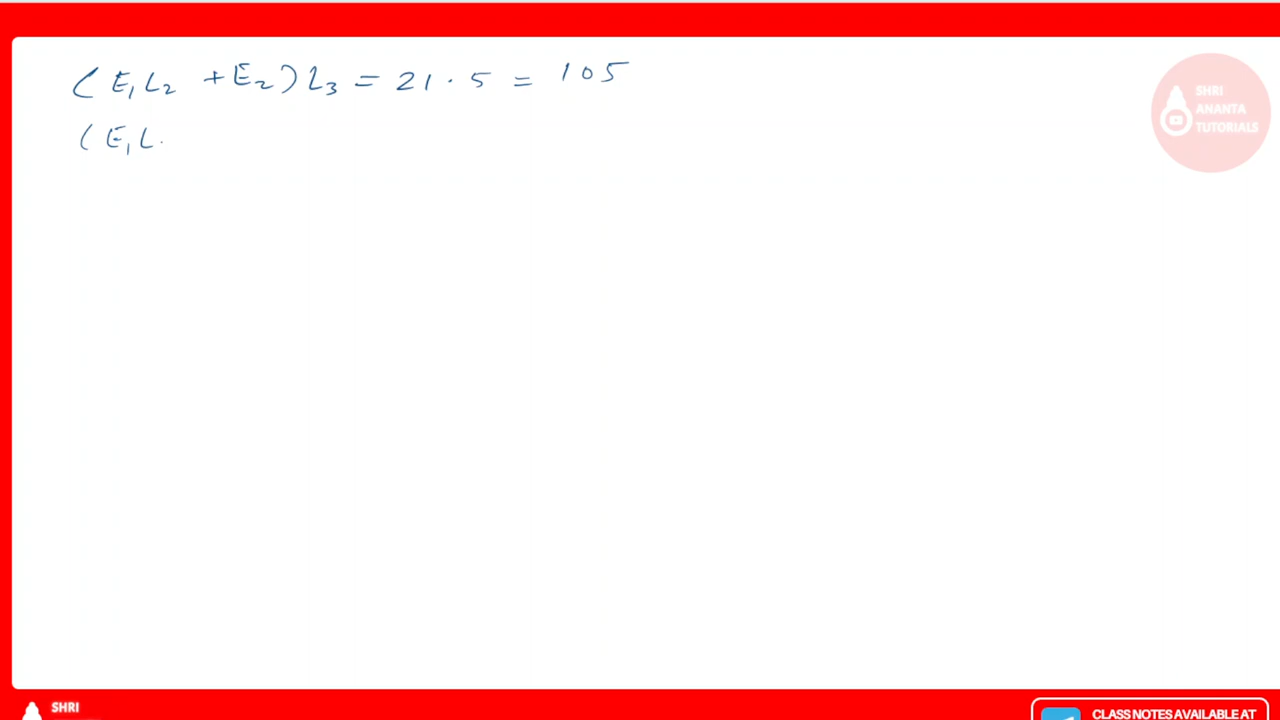 (E₁L₂ + E₂)L₃ = 21 · 5 = 105
(E₁L
SHRI
ANANTA
TUTORIALS
SHRI
CLASS NOTES AVAILABLE AT